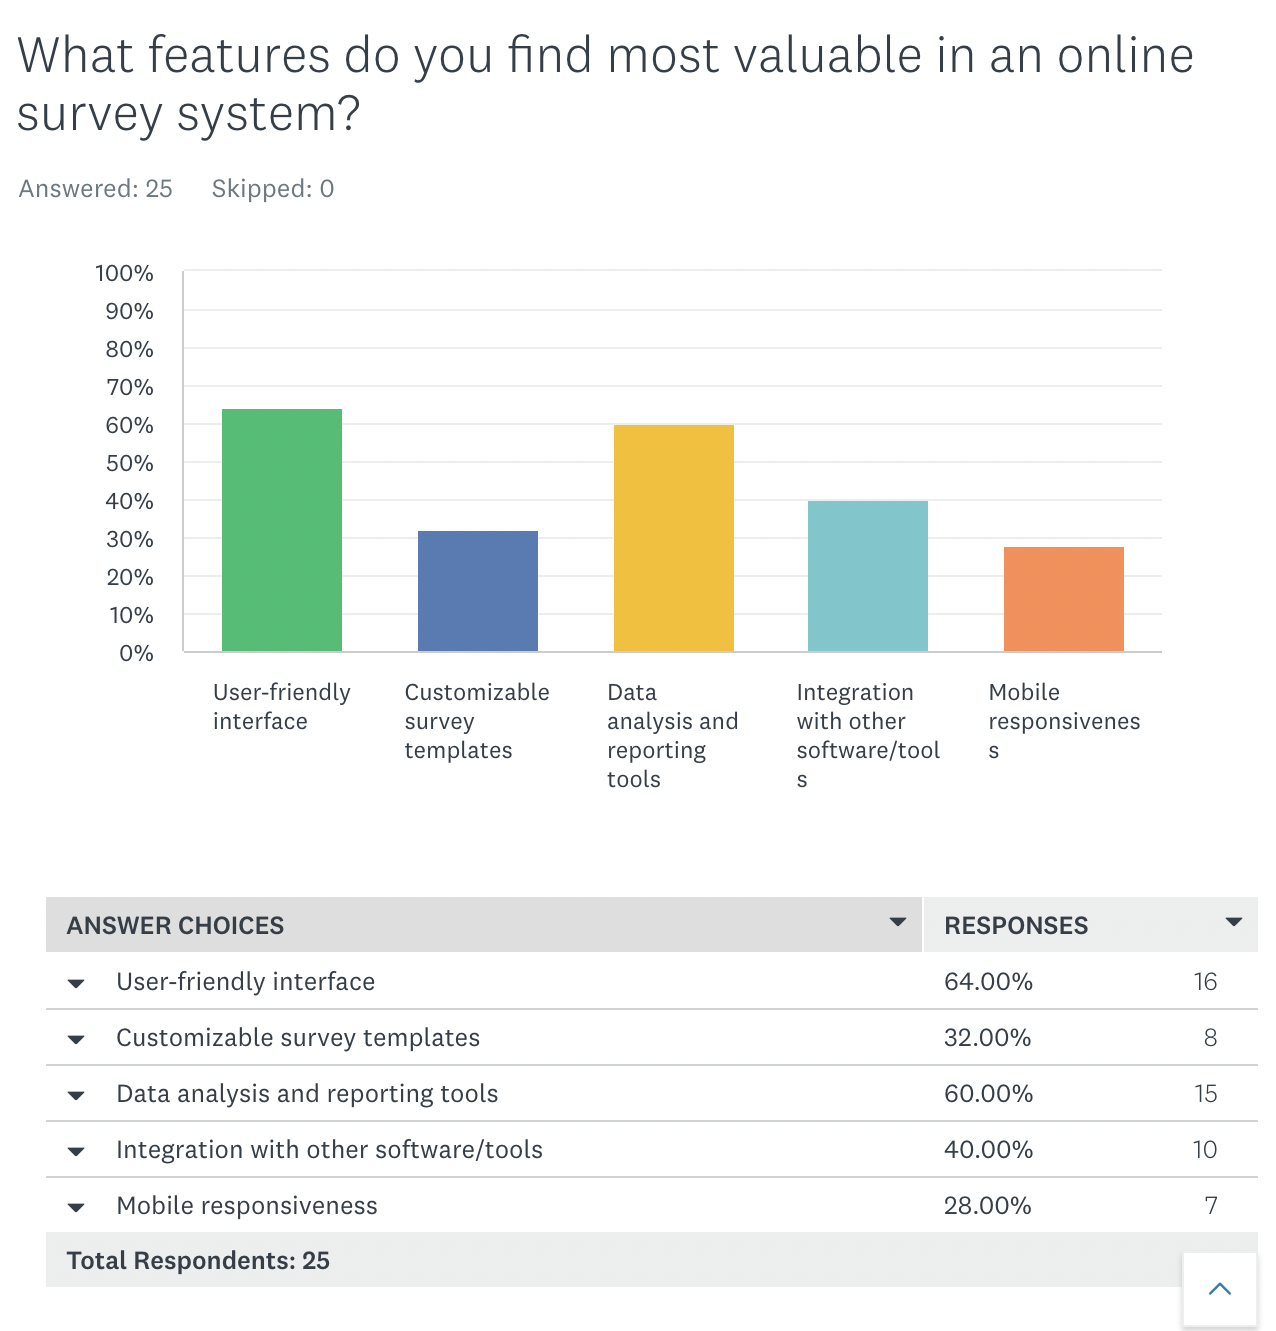 What features do you find most valuable in an online
survey system?
Answered: 25 Skipped: 0
100%
90%
80%
70%
60%
50%
40%
30%
20%
10%
0%
User-friendly
interface
Customizable
survey
templates
Data
analysis and
reporting
tools
Integration
with other
software/tool
s
Mobile
responsivenes
s
ANSWER CHOICES RESPONSES
User-friendly interface 64.00% 16
Customizable survey templates 32.00% 8
Data analysis and reporting tools 60.00% 15
Integration with other software/tools 40.00% 10
Mobile responsiveness 28.00% 7
Total Respondents: 25